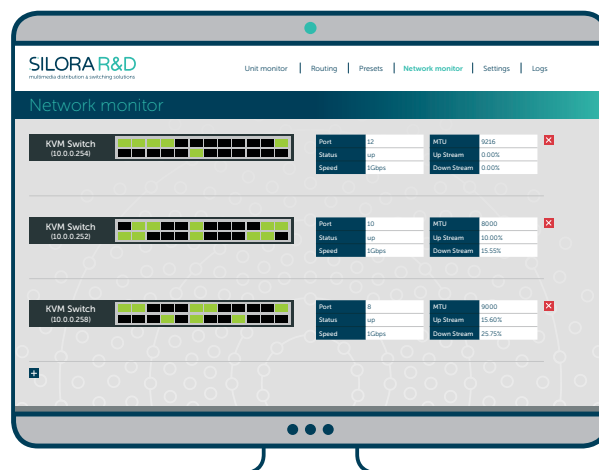 SILORA R&D
multimedia distribution & switching solutions
Unit monitor | Routing | Presets | Network monitor | Settings | Logs
Network monitor
KVM Switch
(10.0.0.254)
Port 12 MTU 9216
Status up Up Stream 0.00%
Speed 1Gbps Down Stream 0.00%
KVM Switch
(10.0.0.252)
Port 10 MTU 8000
Status up Up Stream 10.00%
Speed 1Gbps Down Stream 15.55%
KVM Switch
(10.0.0.258)
Port 8 MTU 9000
Status up Up Stream 15.60%
Speed 1Gbps Down Stream 25.75%